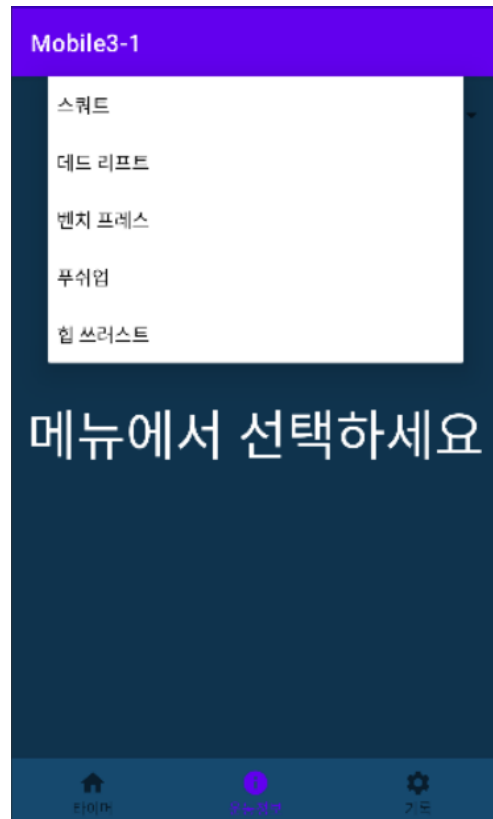 Mobile3-1
스쿼트
데드 리프트
벤치 프레스
푸쉬업
힙 쓰러스트
메뉴에서 선택하세요
타이머
기록